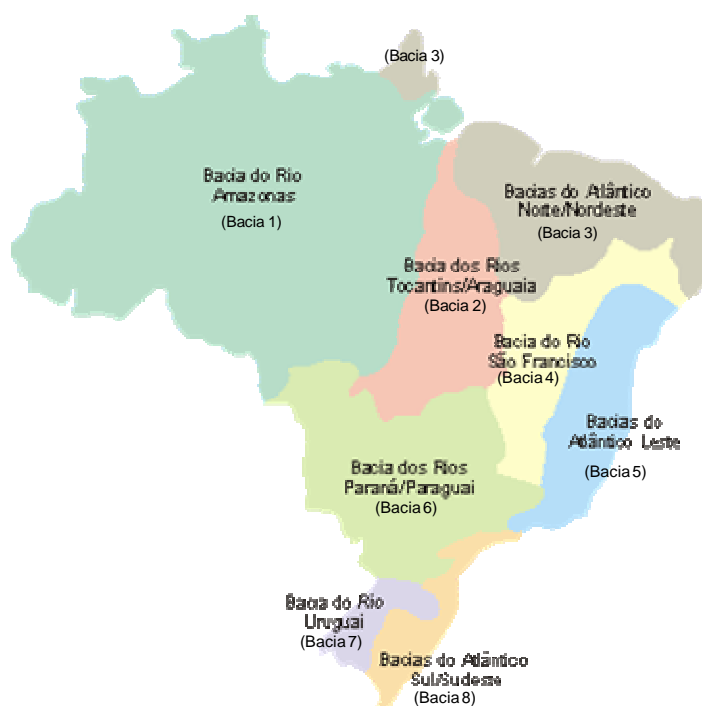 (Bacia 3)
Bacia do Rio
Amazonas
(Bacia 1)
Bacias do Atlântico
Norte/Nordeste
(Bacia 3)
Bacia dos Rios
Tocantins/Araguaia
(Bacia 2)
Bacia do Rio
São Francisco
(Bacia 4)
Bacias do
Atlântico Leste
(Bacia 5)
Bacia dos Rios
Paraná/Paraguai
(Bacia 6)
Bacia do Rio
Uruguai
(Bacia 7)
Bacias do Atlântico
Sul/Sudeste
(Bacia 8)